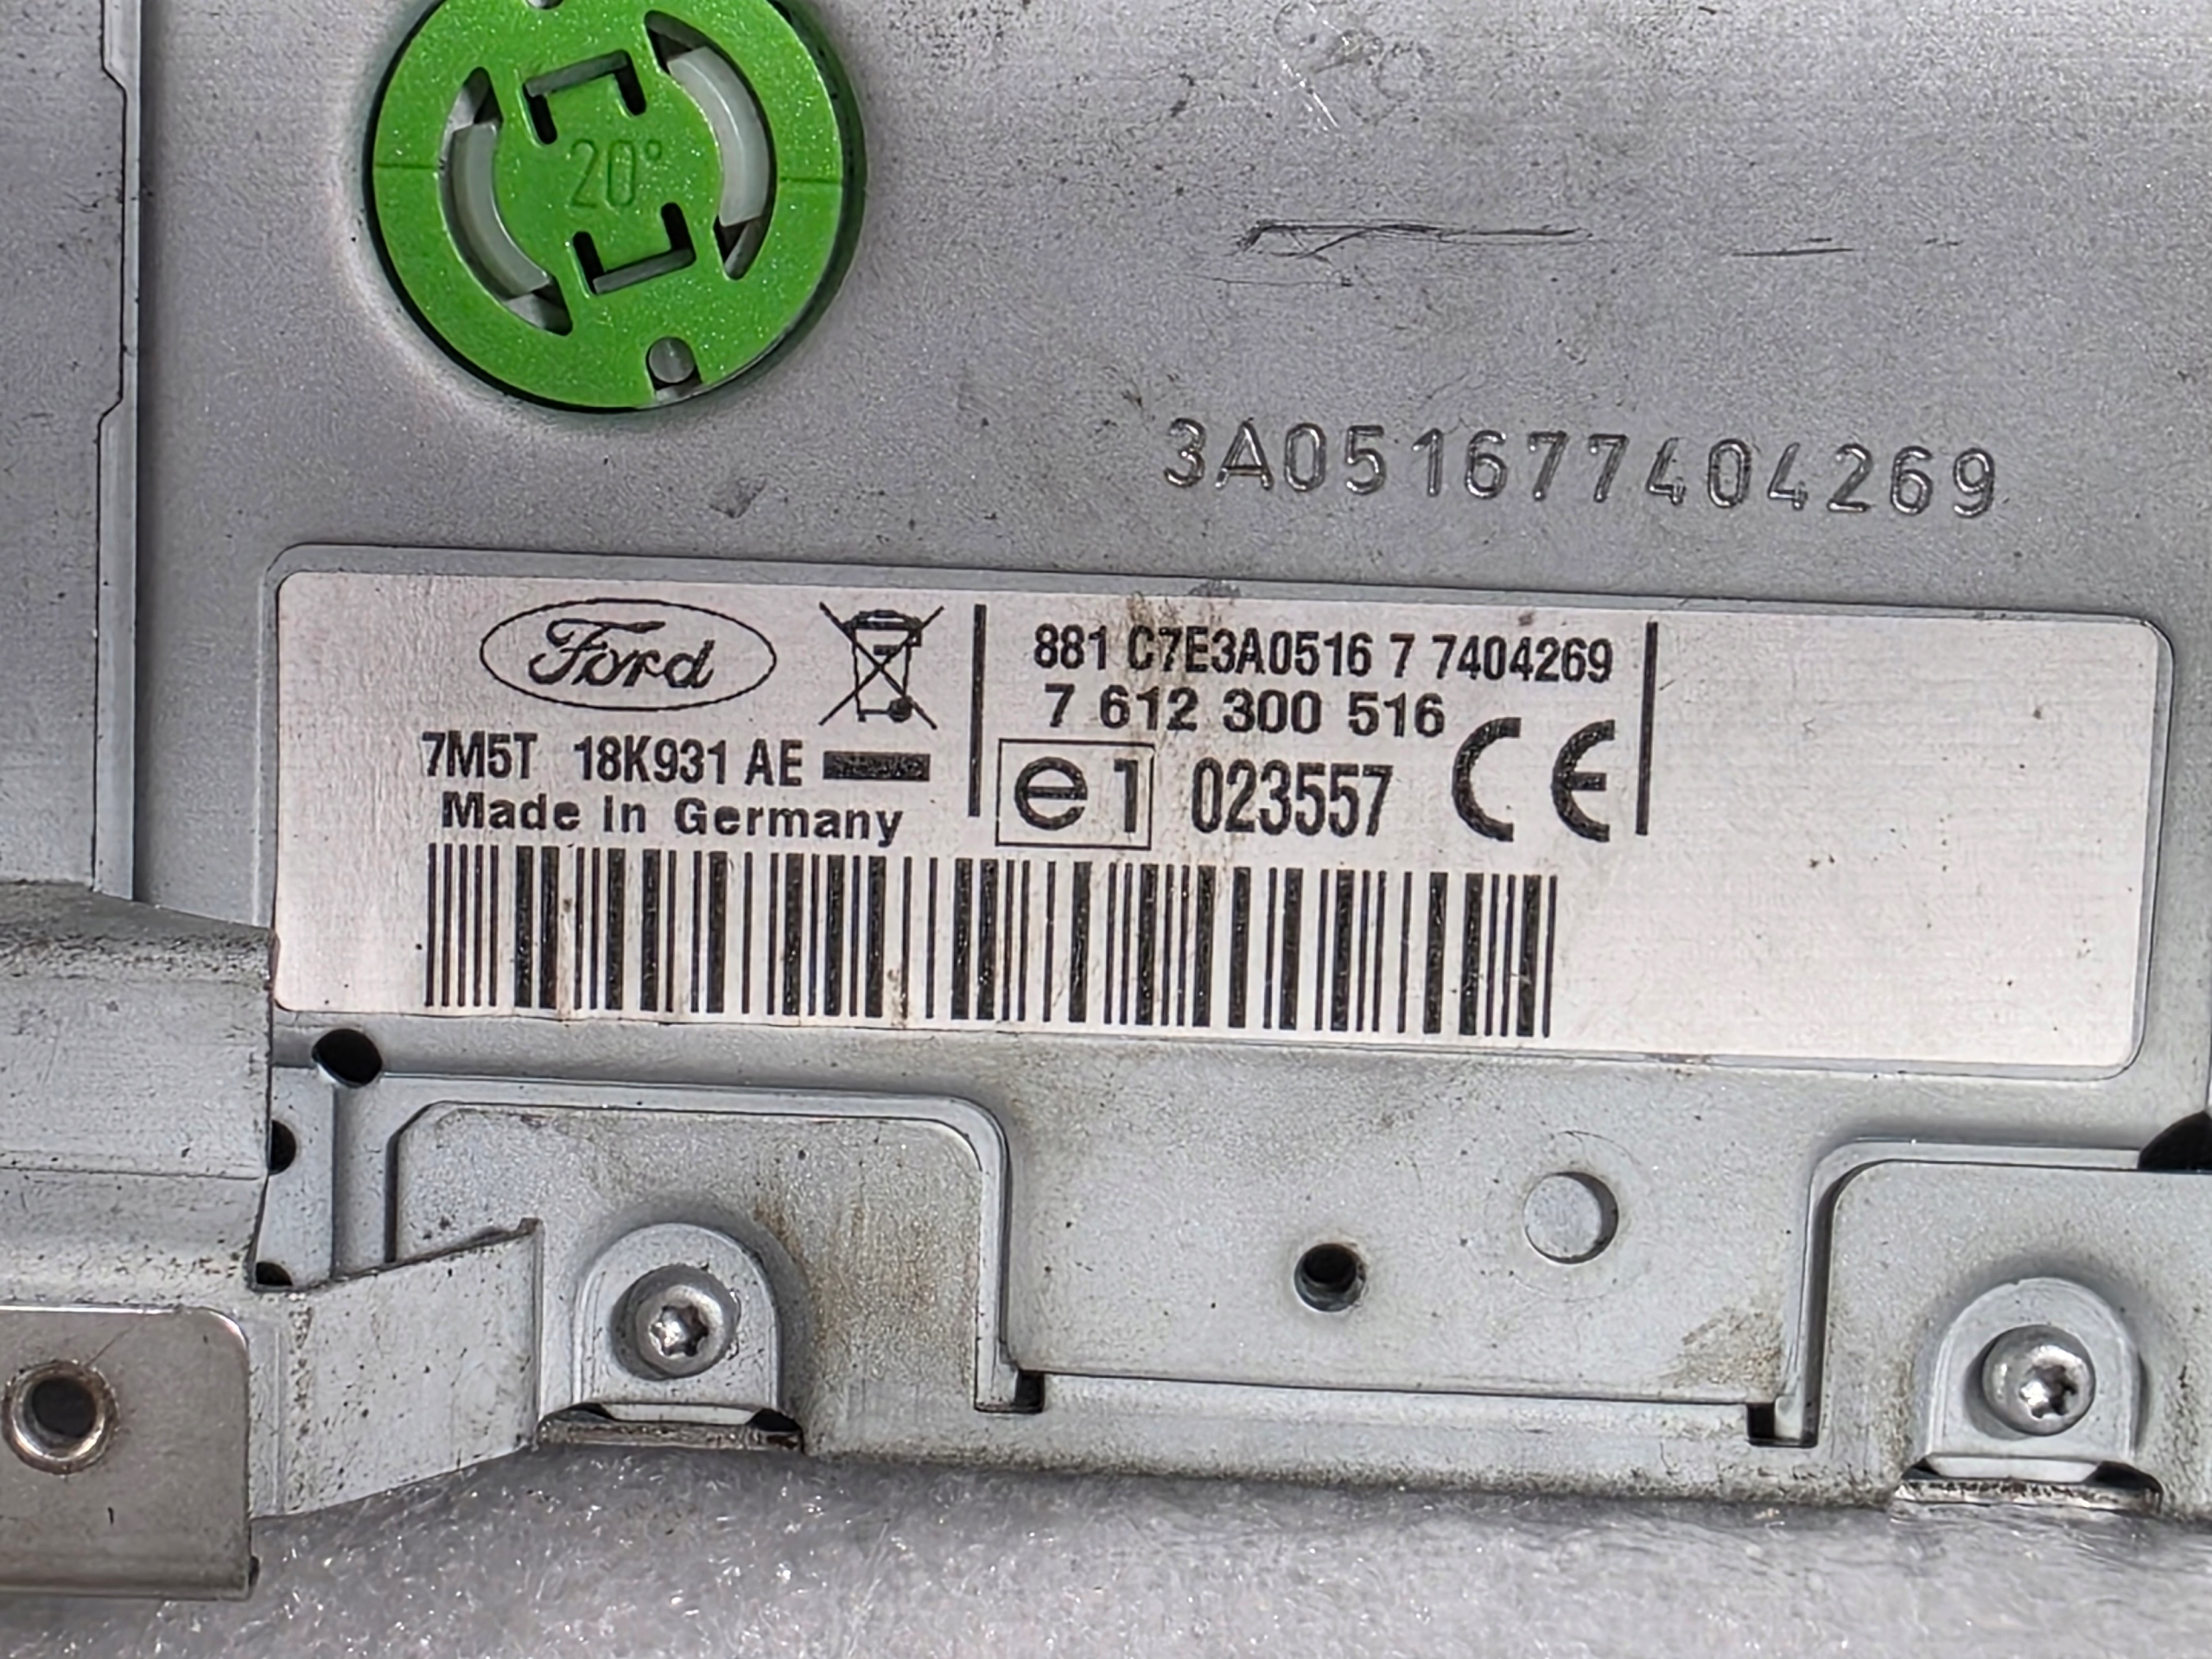 20°
3A051677404269
Ford
881 C7E3A0516 7 7404269
7 612 300 516
7M5T 18K931 AE
Made In Germany
e1 023557 CE